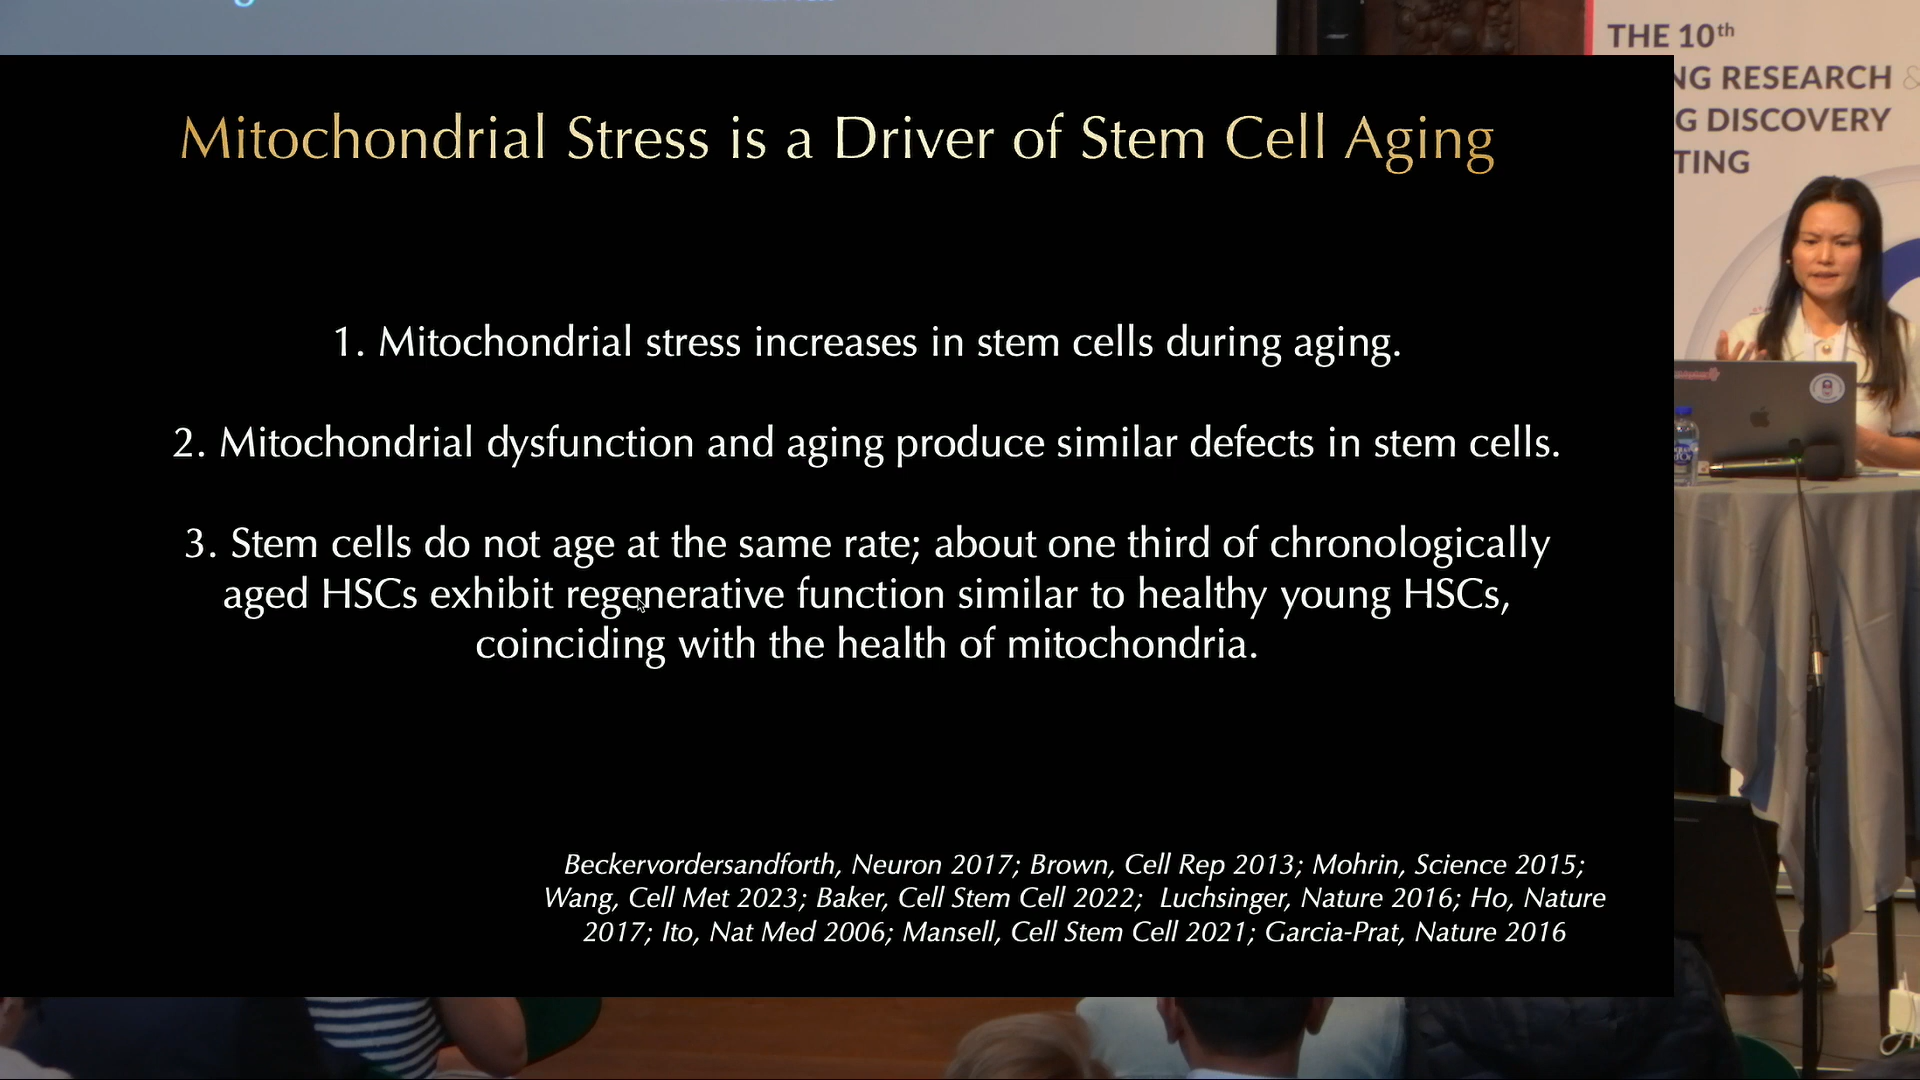 THE 10th
NG RESEARCH &
G DISCOVERY
TING
Mitochondrial Stress is a Driver of Stem Cell Aging
1. Mitochondrial stress increases in stem cells during aging.
2. Mitochondrial dysfunction and aging produce similar defects in stem cells.
3. Stem cells do not age at the same rate; about one third of chronologically
aged HSCs exhibit regenerative function similar to healthy young HSCs,
coinciding with the health of mitochondria.
Beckervordersandforth, Neuron 2017; Brown, Cell Rep 2013; Mohrin, Science 2015;
Wang, Cell Met 2023; Baker, Cell Stem Cell 2022; Luchsinger, Nature 2016; Ho, Nature
2017; Ito, Nat Med 2006; Mansell, Cell Stem Cell 2021; Garcia-Prat, Nature 2016